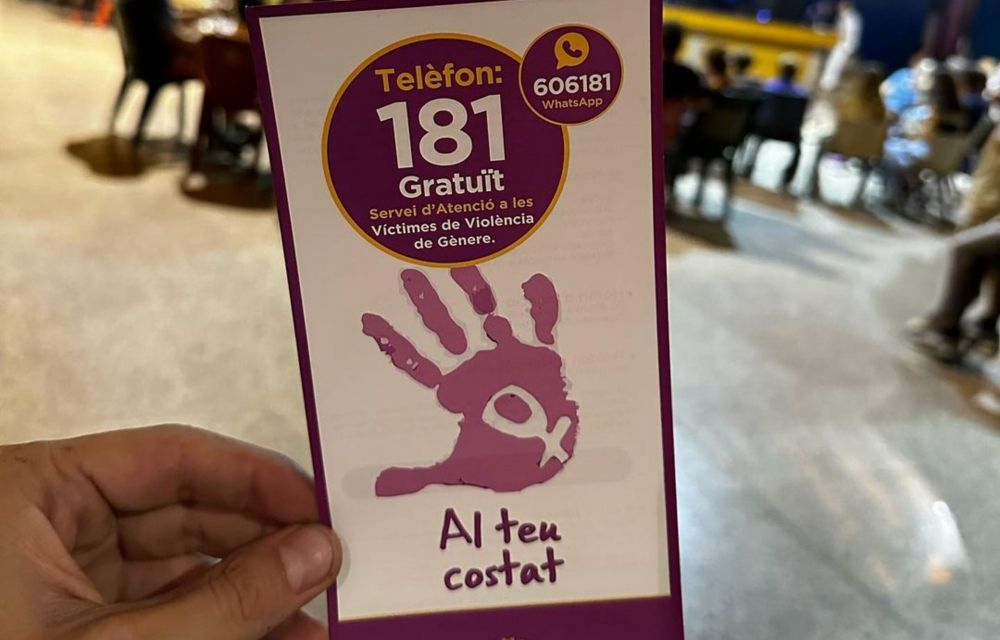 Telèfon:
181
Gratuït
Servei d'Atenció a les
Víctimes de Violència
de Gènere.
606181
WhatsApp
Al teu
costat